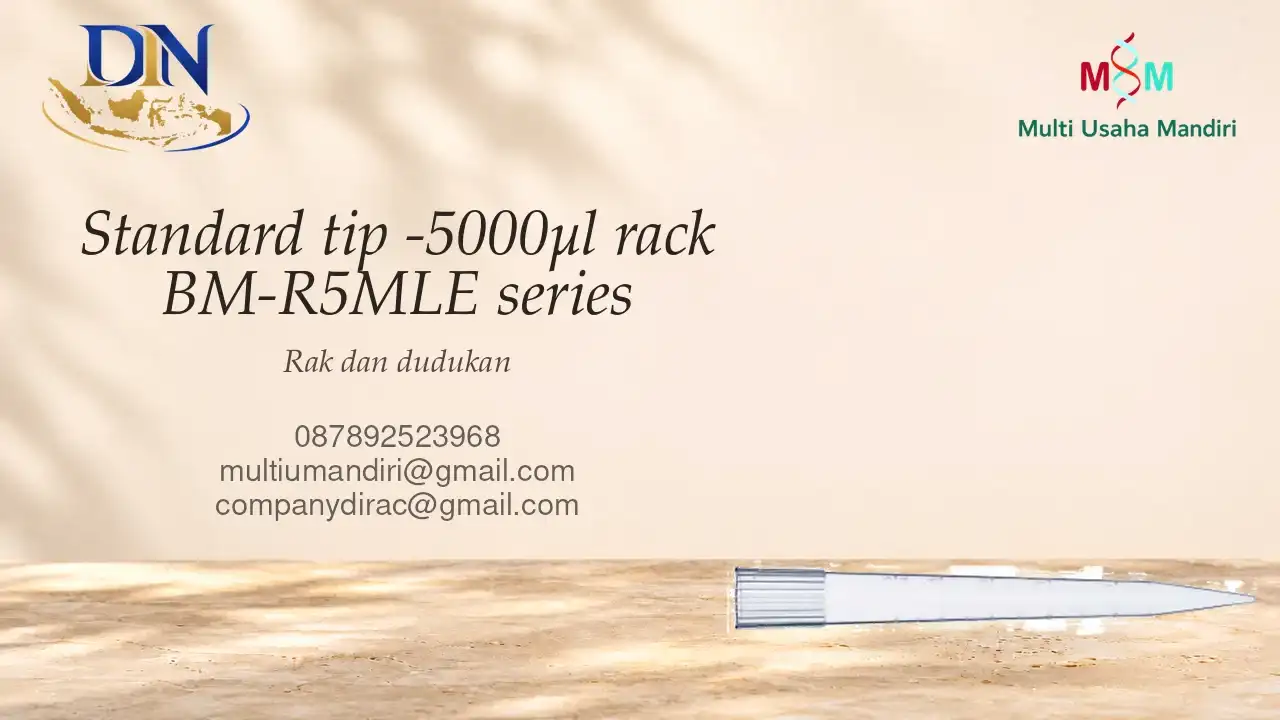 DIN
M M
Multi Usaha Mandiri
Standard tip -5000µl rack
BM-R5MLE series
Rak dan dudukan
087892523968
multiumandiri@gmail.com
companydirac@gmail.com